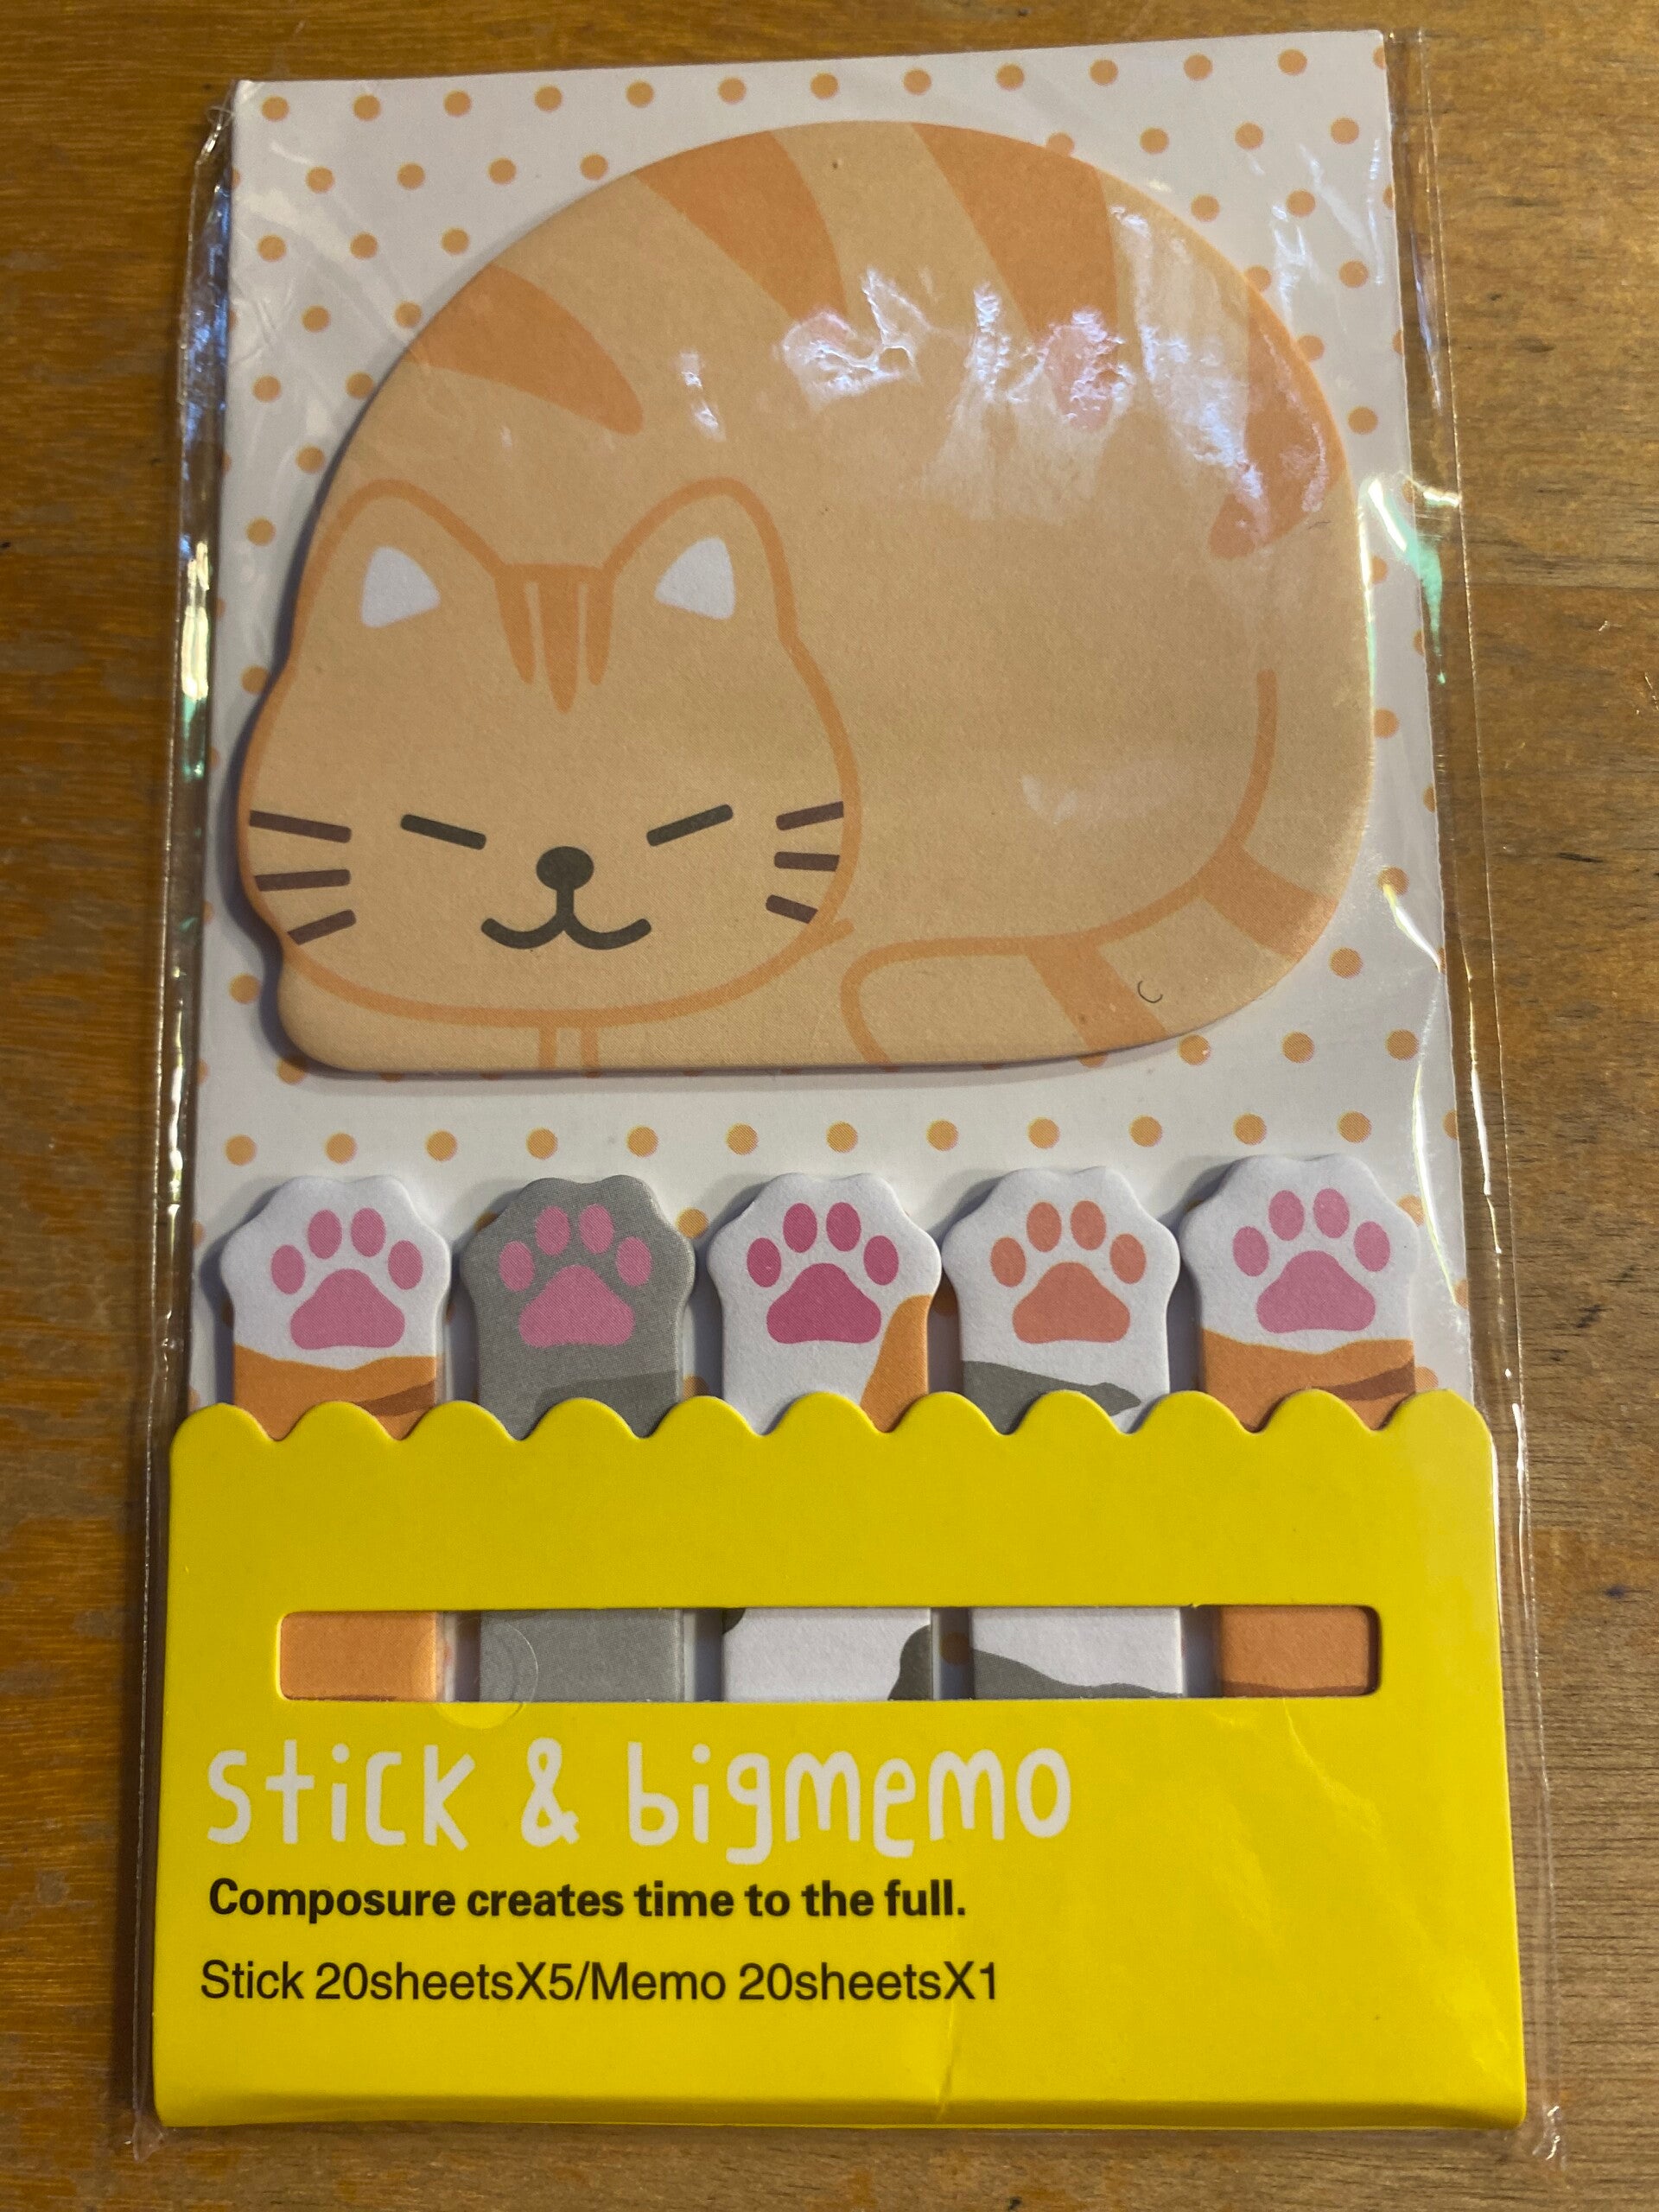 stick & bigmemo
Composure creates time to the full.
Stick 20sheetsX5/Memo 20sheetsX1